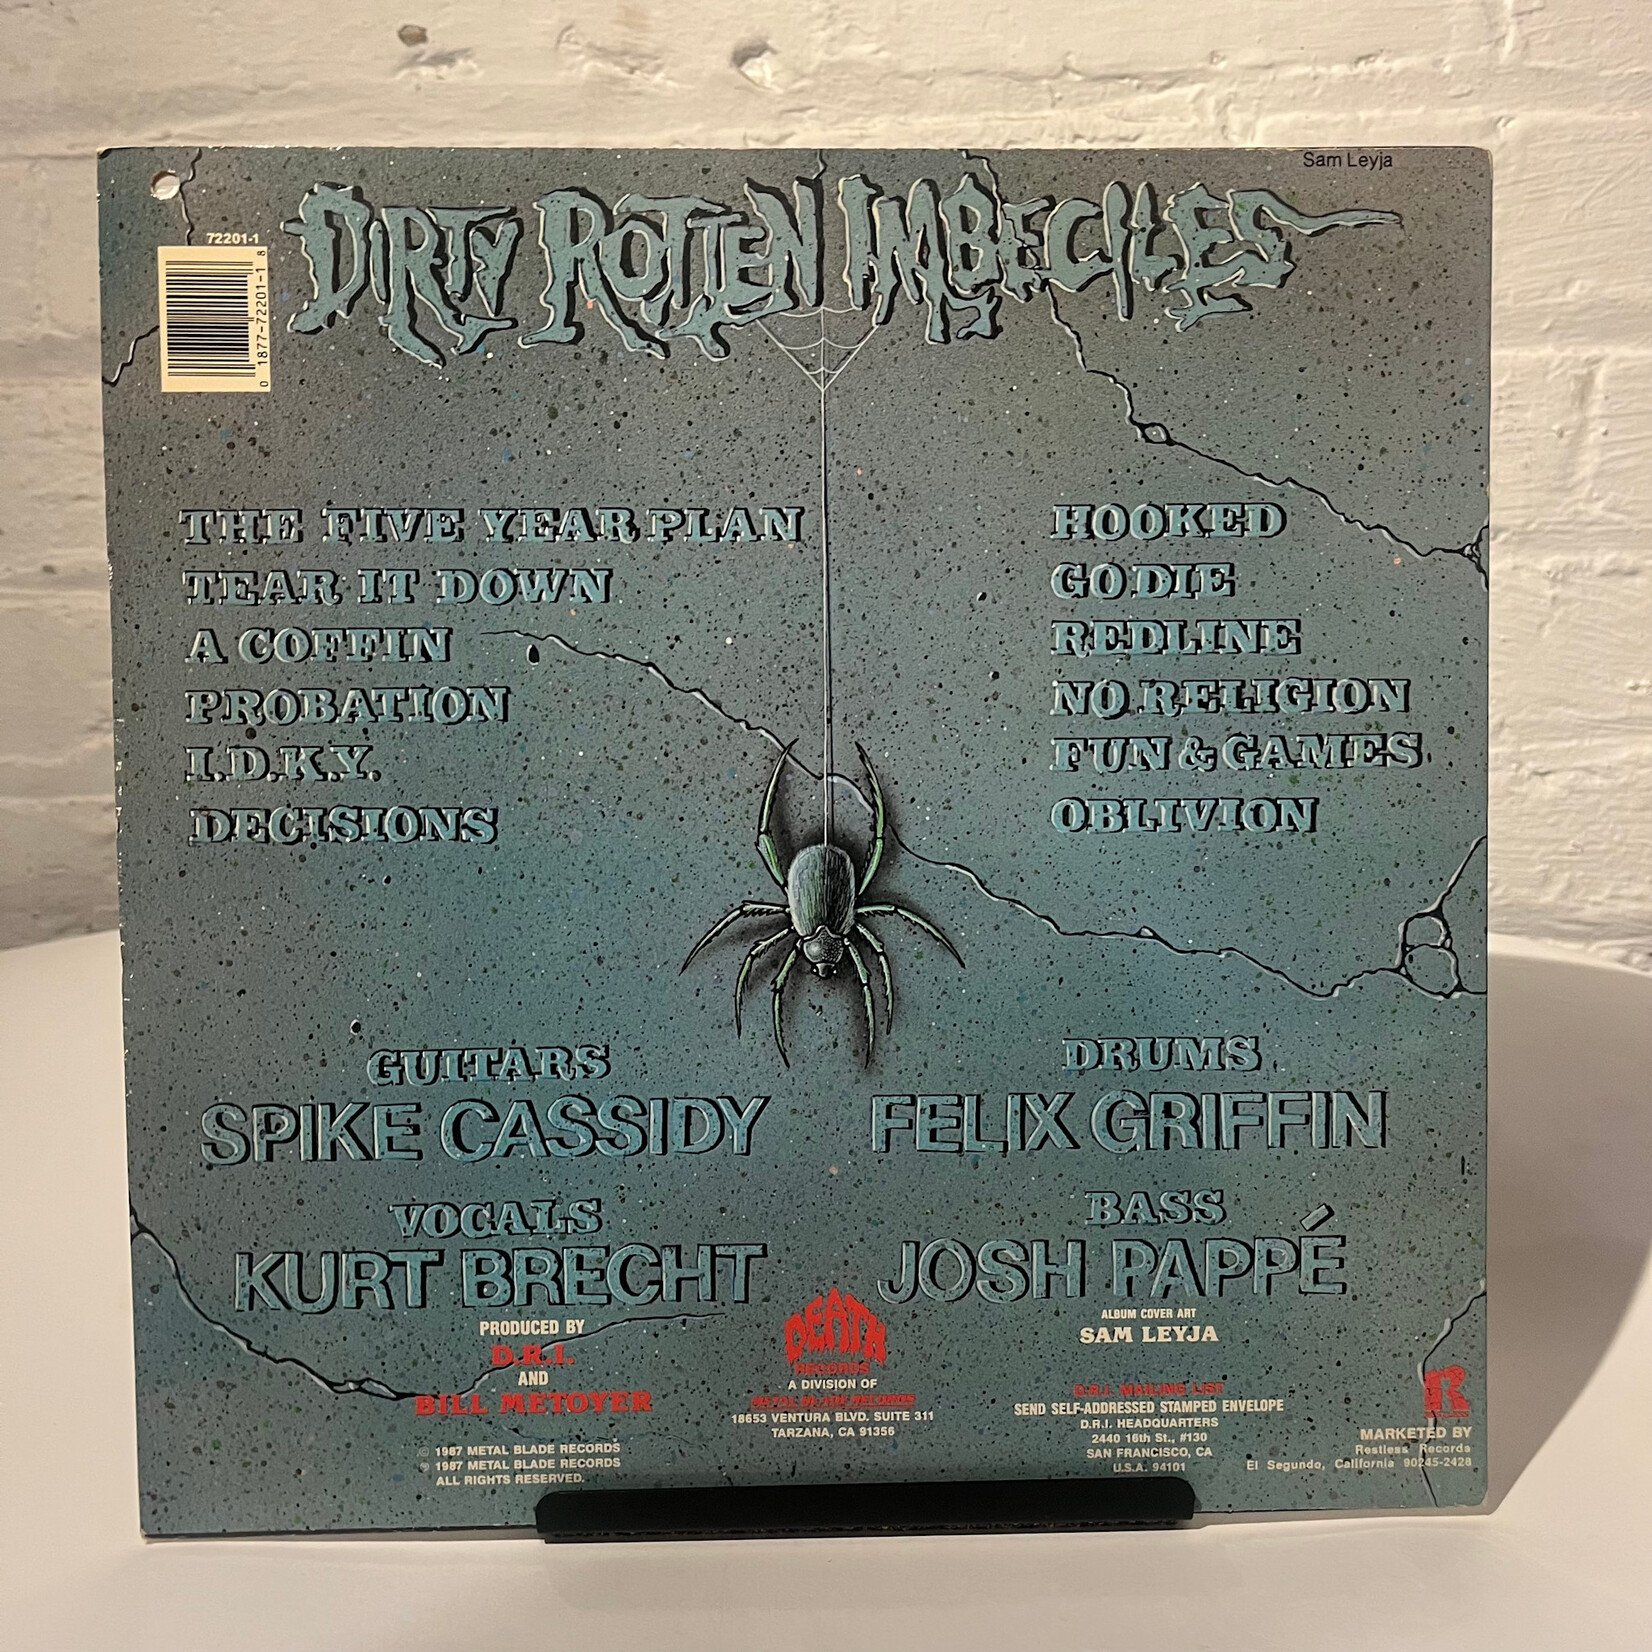 Sam Leyja
72201-1
0 1877-72201-1 8
DIRTY ROTTEN IMBECILES
THE FIVE YEAR PLAN
TEAR IT DOWN
A COFFIN
PROBATION
I.D.K.Y.
DECISIONS
HOOKED
GO DIE
REDLINE
NO RELIGION
FUN & GAMES
OBLIVION
GUITARS
SPIKE CASSIDY
DRUMS
FELIX GRIFFIN
VOCALS
KURT BRECHT
BASS
JOSH PAPPÉ
PRODUCED BY
D.R.I.
AND
BILL METOYER
© 1987 METAL BLADE RECORDS
℗ 1987 METAL BLADE RECORDS
ALL RIGHTS RESERVED.
DEATH
RECORDS
A DIVISION OF
METAL BLADE RECORDS
18653 VENTURA BLVD. SUITE 311
TARZANA, CA 91356
ALBUM COVER ART
SAM LEYJA
D.R.I. MAILING LIST
SEND SELF-ADDRESSED STAMPED ENVELOPE
D.R.I. HEADQUARTERS
2440 16th St., #130
SAN FRANCISCO, CA
U.S.A. 94101
R
MARKETED BY
Restless Records
El Segundo, California 90245-2428